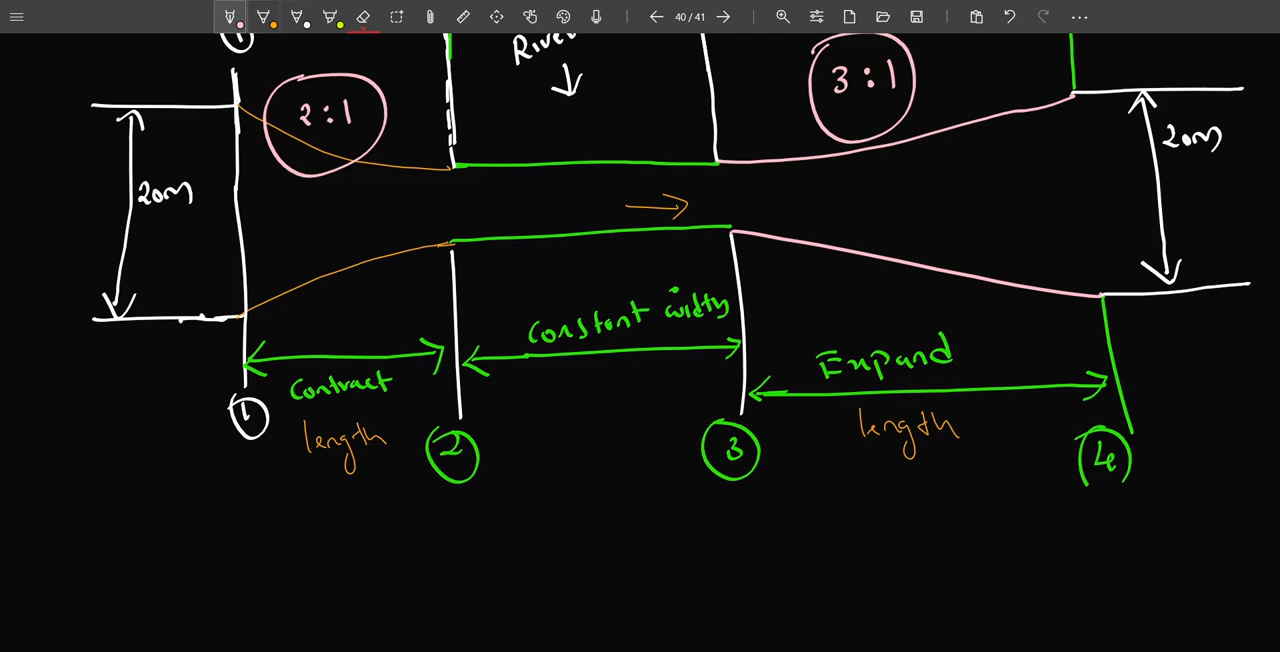 40 / 41
1
River
2 : 1
3 : 1
20m
20m
Constant width
Expand
Contract
length
length
1
2
3
4